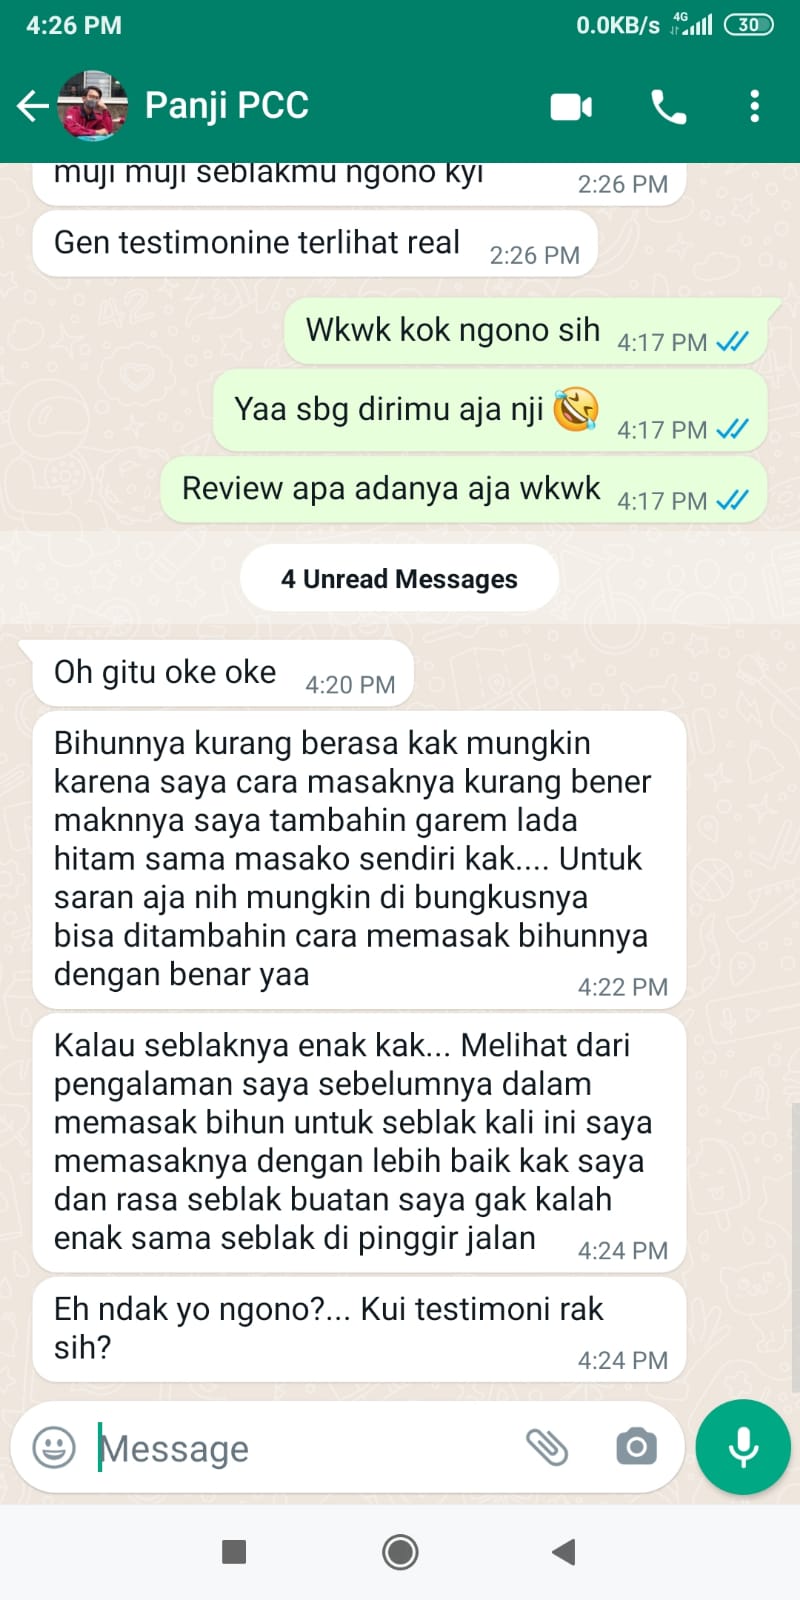 4:26 PM
0.0KB/s 4G 30
Panji PCC
muji muji seblakmu ngono kyi
2:26 PM
Gen testimonine terlihat real 2:26 PM
Wkwk kok ngono sih 4:17 PM
Yaa sbg dirimu aja nji 🤣 4:17 PM
Review apa adanya aja wkwk 4:17 PM
4 Unread Messages
Oh gitu oke oke 4:20 PM
Bihunnya kurang berasa kak mungkin
karena saya cara masaknya kurang bener
maknnya saya tambahin garem lada
hitam sama masako sendiri kak.... Untuk
saran aja nih mungkin di bungkusnya
bisa ditambahin cara memasak bihunnya
dengan benar yaa 4:22 PM
Kalau seblaknya enak kak... Melihat dari
pengalaman saya sebelumnya dalam
memasak bihun untuk seblak kali ini saya
memasaknya dengan lebih baik kak saya
dan rasa seblak buatan saya gak kalah
enak sama seblak di pinggir jalan 4:24 PM
Eh ndak yo ngono?... Kui testimoni rak
sih? 4:24 PM
Message